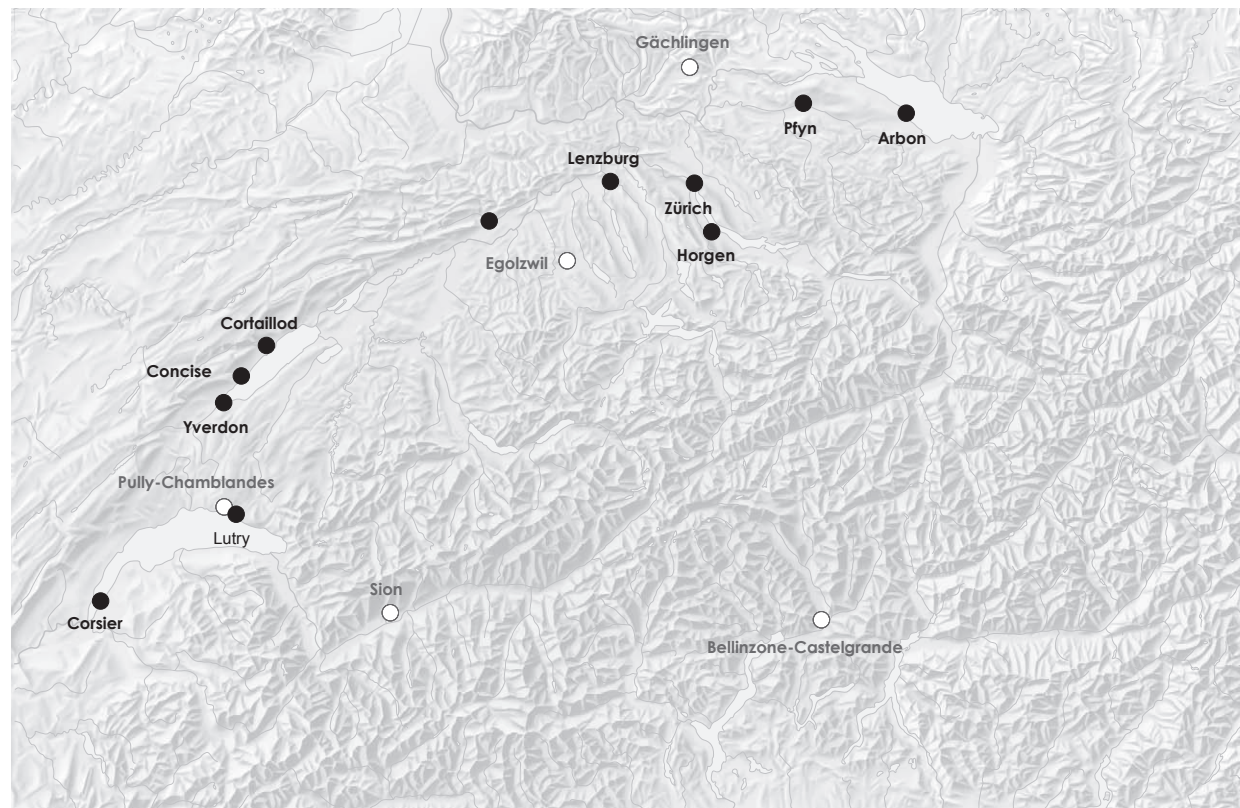 Gächlingen
Pfyn
Arbon
Lenzburg
Zürich
Horgen
Egolzwil
Cortaillod
Concise
Yverdon
Pully-Chamblandes
Lutry
Sion
Corsier
Bellinzone-Castelgrande